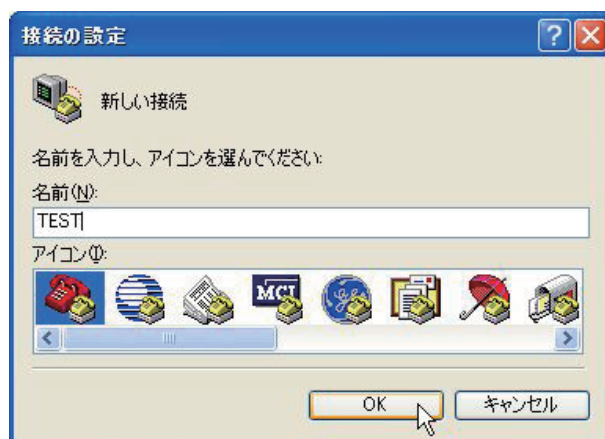 接続の設定
新しい接続
名前を入力し、アイコンを選んでください:
名前(N):
TEST
アイコン(I):
MCI
OK キャンセル